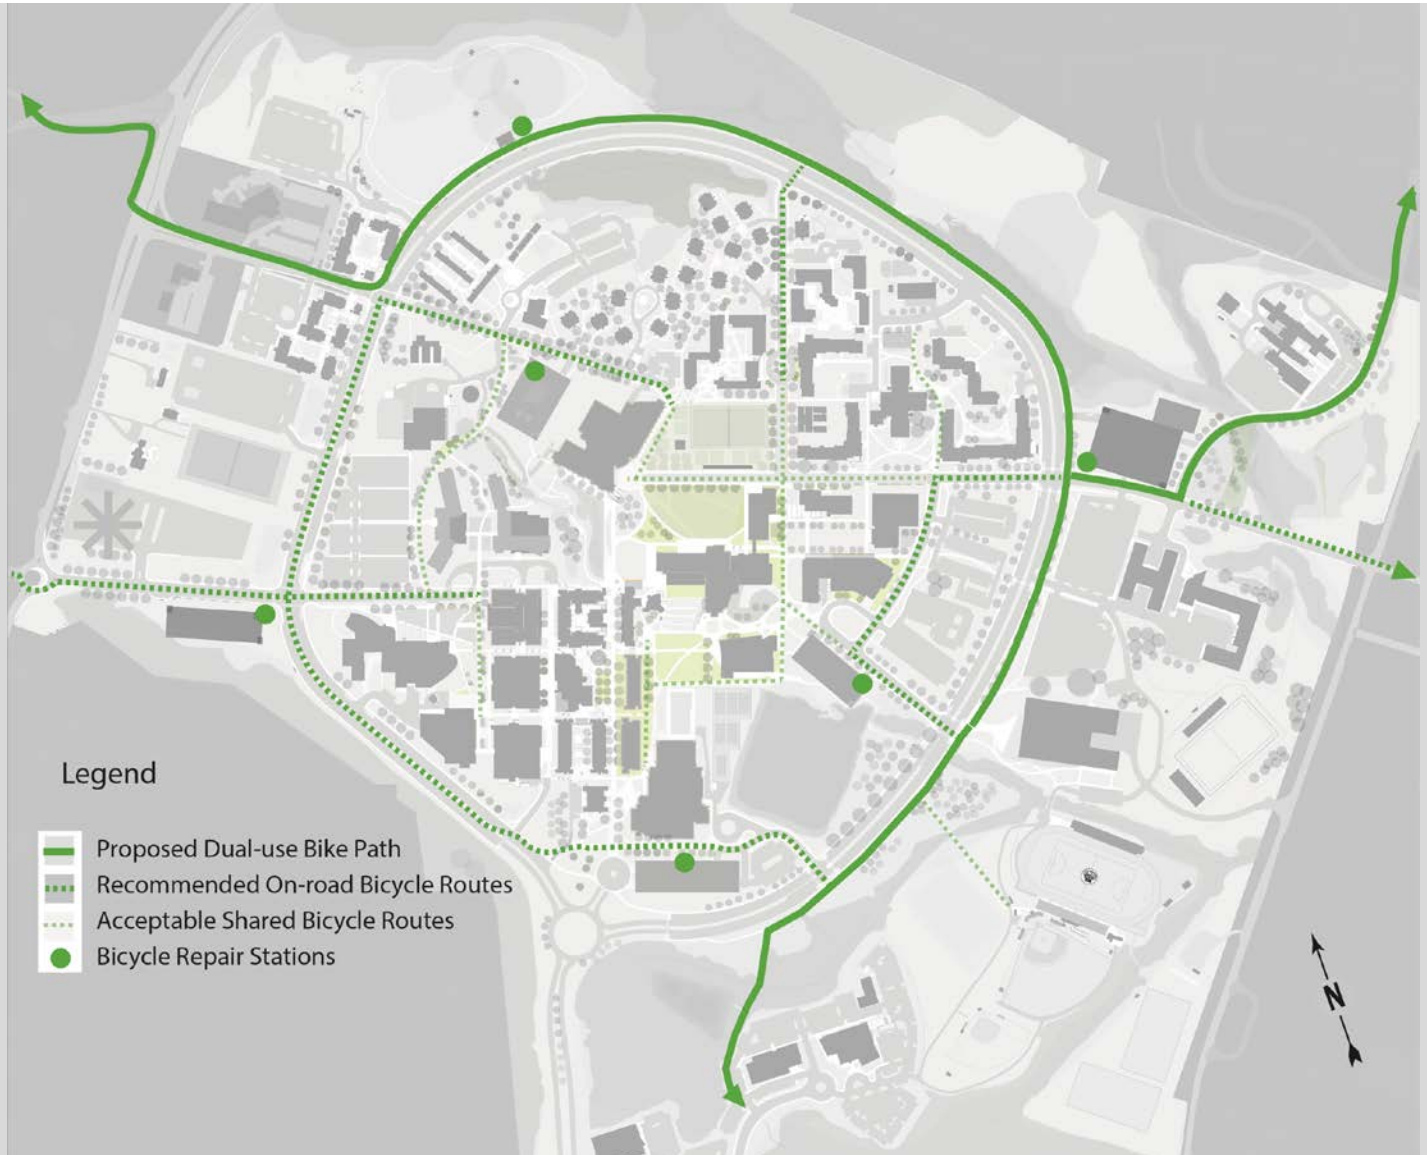 Legend
Proposed Dual-use Bike Path
Recommended On-road Bicycle Routes
Acceptable Shared Bicycle Routes
Bicycle Repair Stations
N